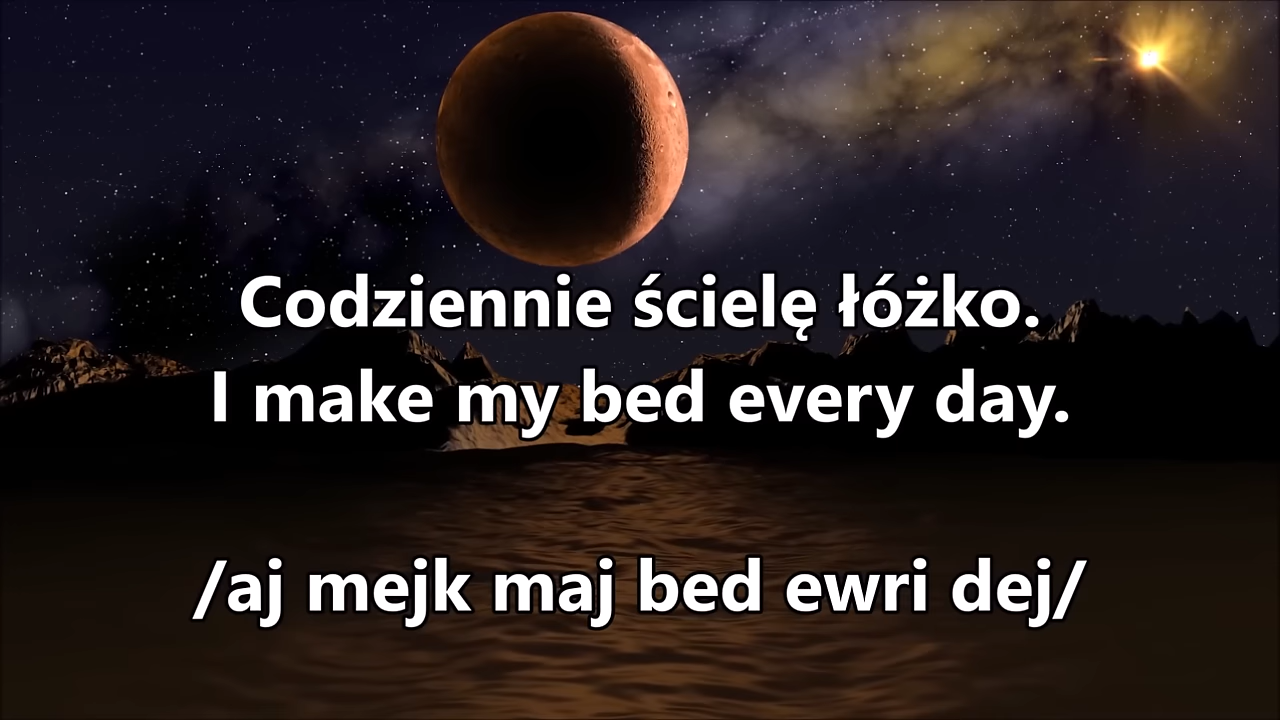 Codziennie ścielę łóżko.
I make my bed every day.
/aj mejk maj bed ewri dej/